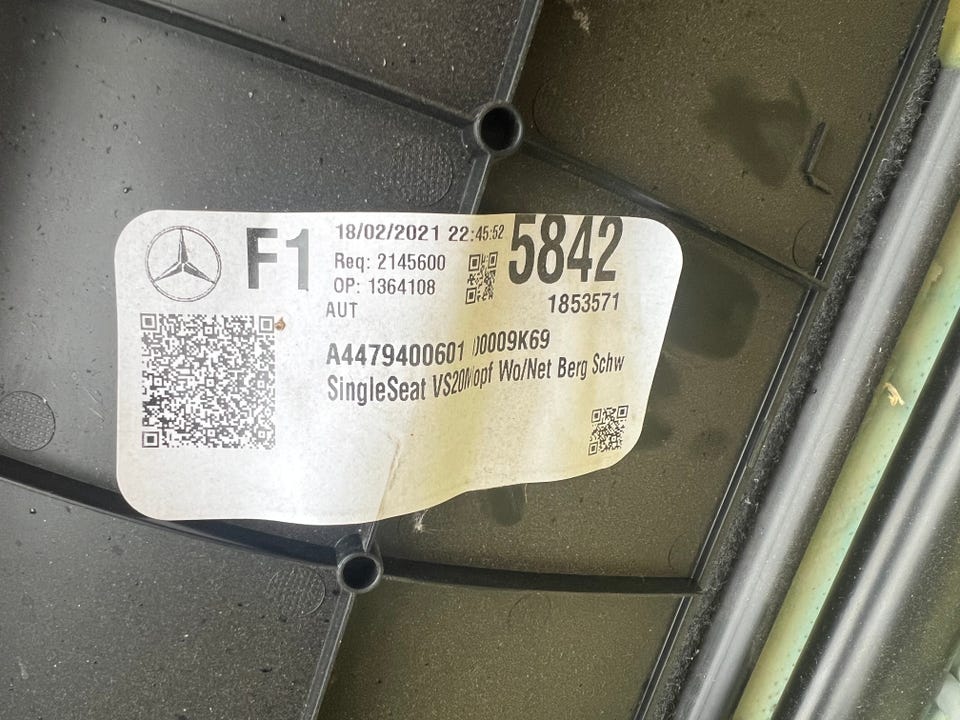 F1
18/02/2021 22:45:52
5842
Req: 2145600
OP: 1364108
1853571
AUT
A4479400601 00009K69
SingleSeat VS20Mopf Wo/Net Berg Schw